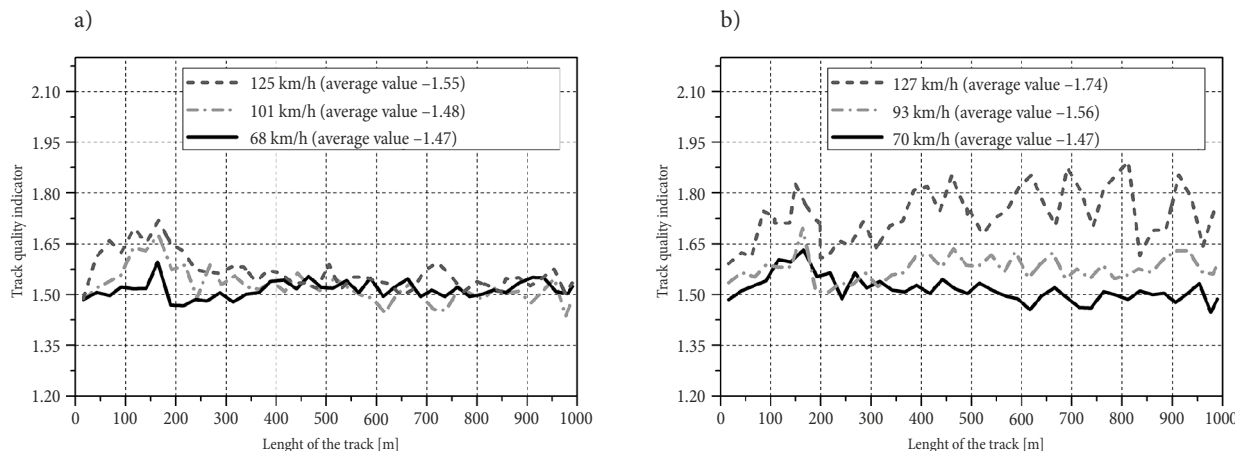 a)
Track quality indicator
2.10
1.95
1.80
1.65
1.50
1.35
1.20
125 km/h (average value –1.55)
101 km/h (average value –1.48)
68 km/h (average value –1.47)
0 100 200 300 400 500 600 700 800 900 1000
Lenght of the track [m]
b)
Track quality indicator
2.10
1.95
1.80
1.65
1.50
1.35
1.20
127 km/h (average value –1.74)
93 km/h (average value –1.56)
70 km/h (average value –1.47)
0 100 200 300 400 500 600 700 800 900 1000
Lenght of the track [m]